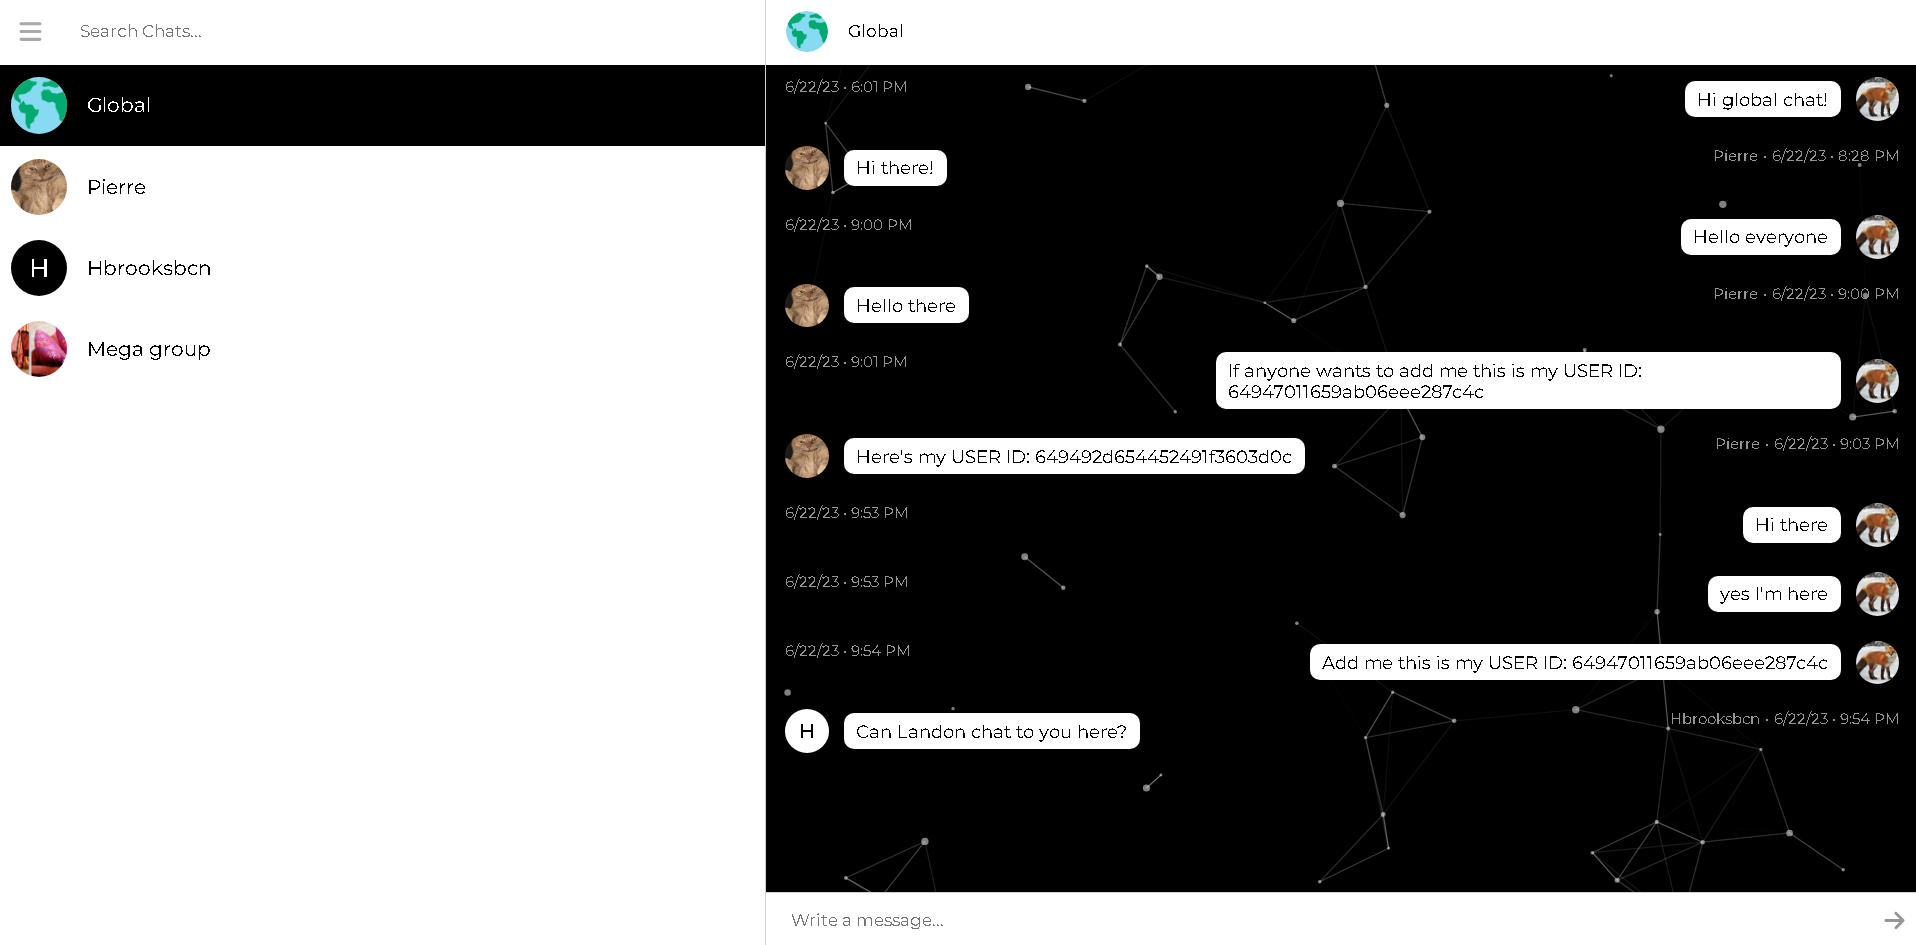 Search Chats...
Global
Pierre
H
Hbrooksbcn
Mega group
Global
6/22/23 • 6:01 PM
Hi global chat!
Pierre • 6/22/23 • 8:28 PM
Hi there!
6/22/23 • 9:00 PM
Hello everyone
Pierre • 6/22/23 • 9:00 PM
Hello there
6/22/23 • 9:01 PM
If anyone wants to add me this is my USER ID:
64947011659ab06eee287c4c
Pierre • 6/22/23 • 9:03 PM
Here's my USER ID: 649492d654452491f3603d0c
6/22/23 • 9:53 PM
Hi there
6/22/23 • 9:53 PM
yes I'm here
6/22/23 • 9:54 PM
Add me this is my USER ID: 64947011659ab06eee287c4c
Hbrooksbcn • 6/22/23 • 9:54 PM
H
Can Landon chat to you here?
Write a message...